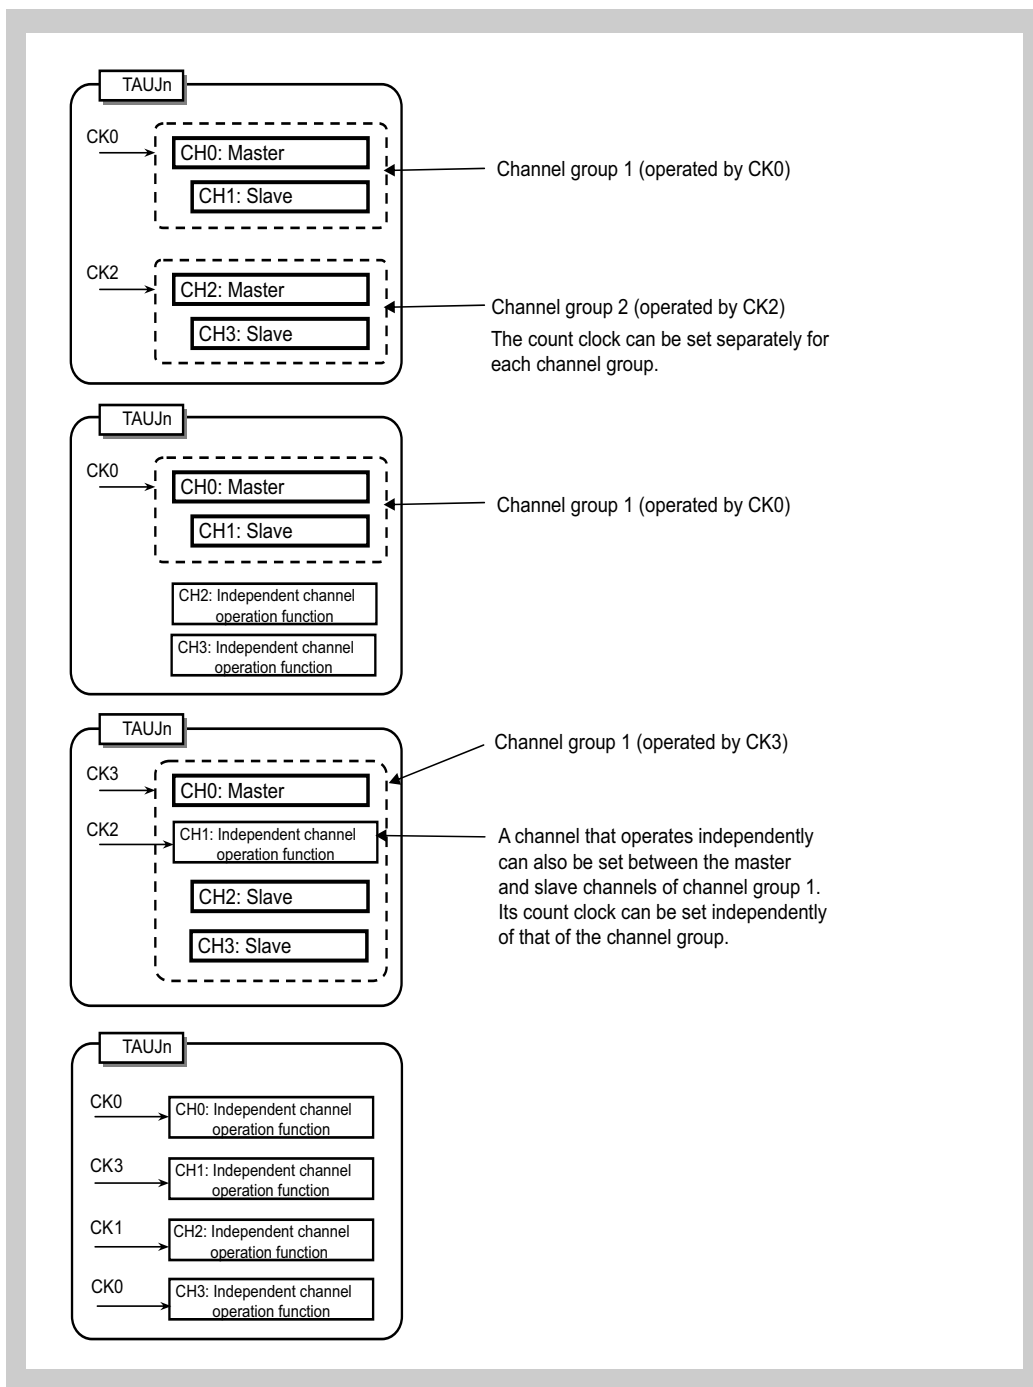 TAUJn
CK0
CH0: Master
Channel group 1 (operated by CK0)
CH1: Slave
CK2
CH2: Master
Channel group 2 (operated by CK2)
CH3: Slave
The count clock can be set separately for
each channel group.
TAUJn
CK0
CH0: Master
Channel group 1 (operated by CK0)
CH1: Slave
CH2: Independent channel
operation function
CH3: Independent channel
operation function
TAUJn
Channel group 1 (operated by CK3)
CK3
CH0: Master
CK2
CH1: Independent channel
operation function
A channel that operates independently
can also be set between the master
and slave channels of channel group 1.
Its count clock can be set independently
of that of the channel group.
CH2: Slave
CH3: Slave
TAUJn
CK0
CH0: Independent channel
operation function
CK3
CH1: Independent channel
operation function
CK1
CH2: Independent channel
operation function
CK0
CH3: Independent channel
operation function